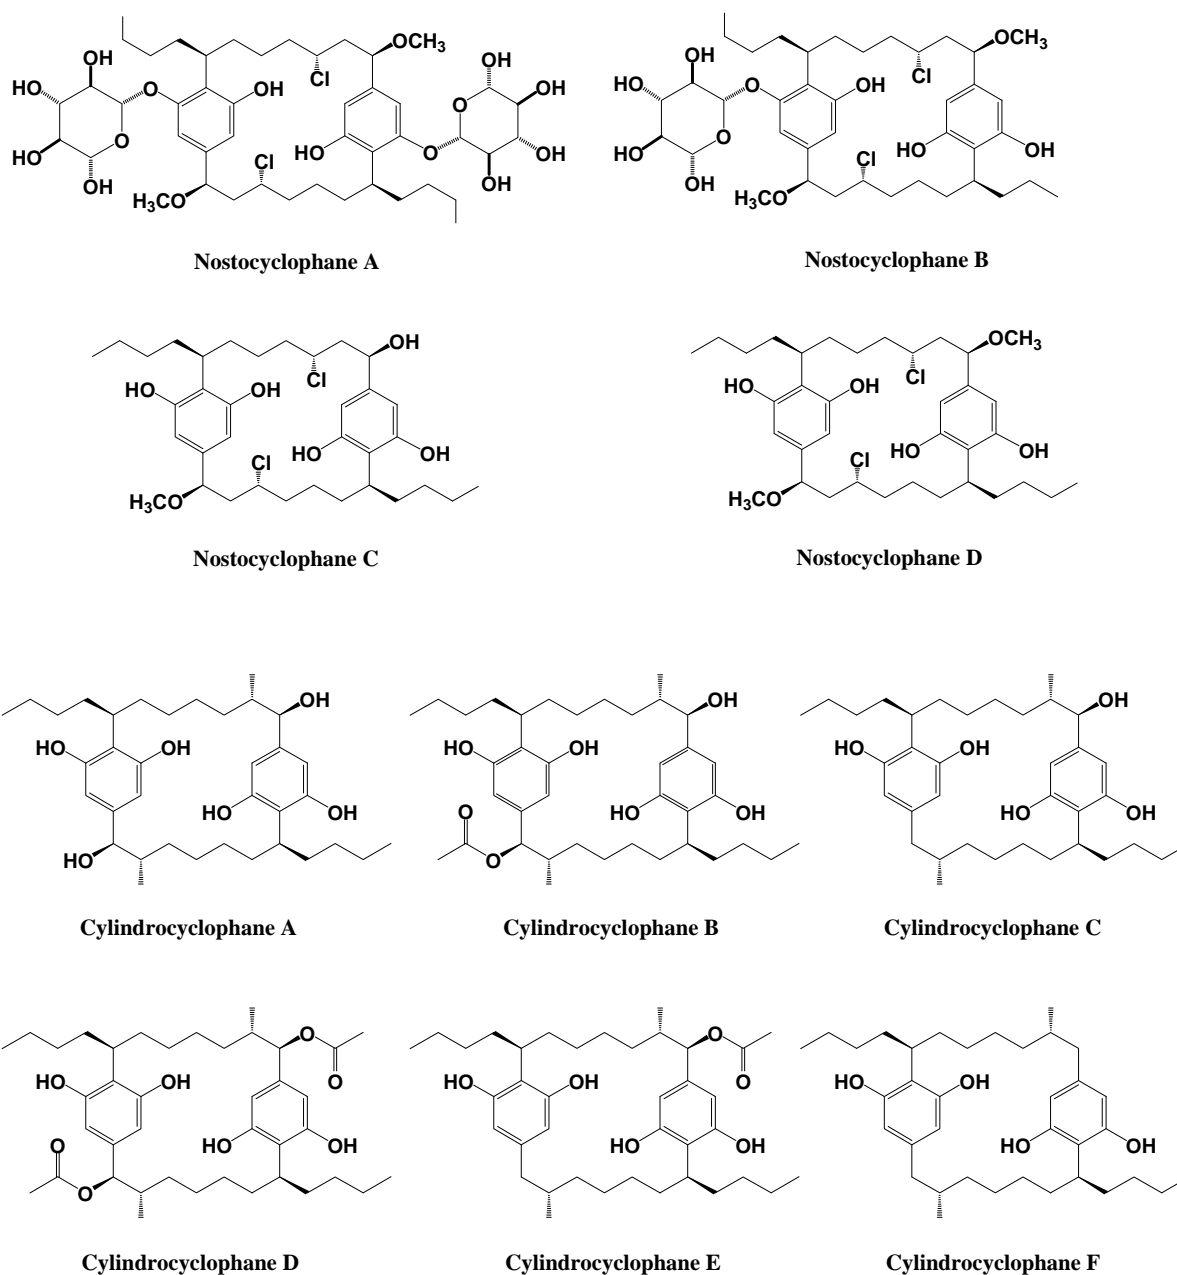 OH OCH3 OCH3
OH Cl OH OH Cl
HO O OH OH HO O OH
HO O Cl HO O OH HO O Cl HO OH
OH H3CO OH OH H3CO
Nostocyclophane A Nostocyclophane B
OH OCH3
HO OH Cl HO OH Cl
Cl HO OH Cl HO OH
H3CO H3CO
Nostocyclophane C Nostocyclophane D
OH OH OH
HO OH HO OH HO OH
HO OH O HO OH HO OH
HO O
Cylindrocyclophane A Cylindrocyclophane B Cylindrocyclophane C
O O
HO OH O HO OH O HO OH
O HO OH HO OH HO OH
O
Cylindrocyclophane D Cylindrocyclophane E Cylindrocyclophane F